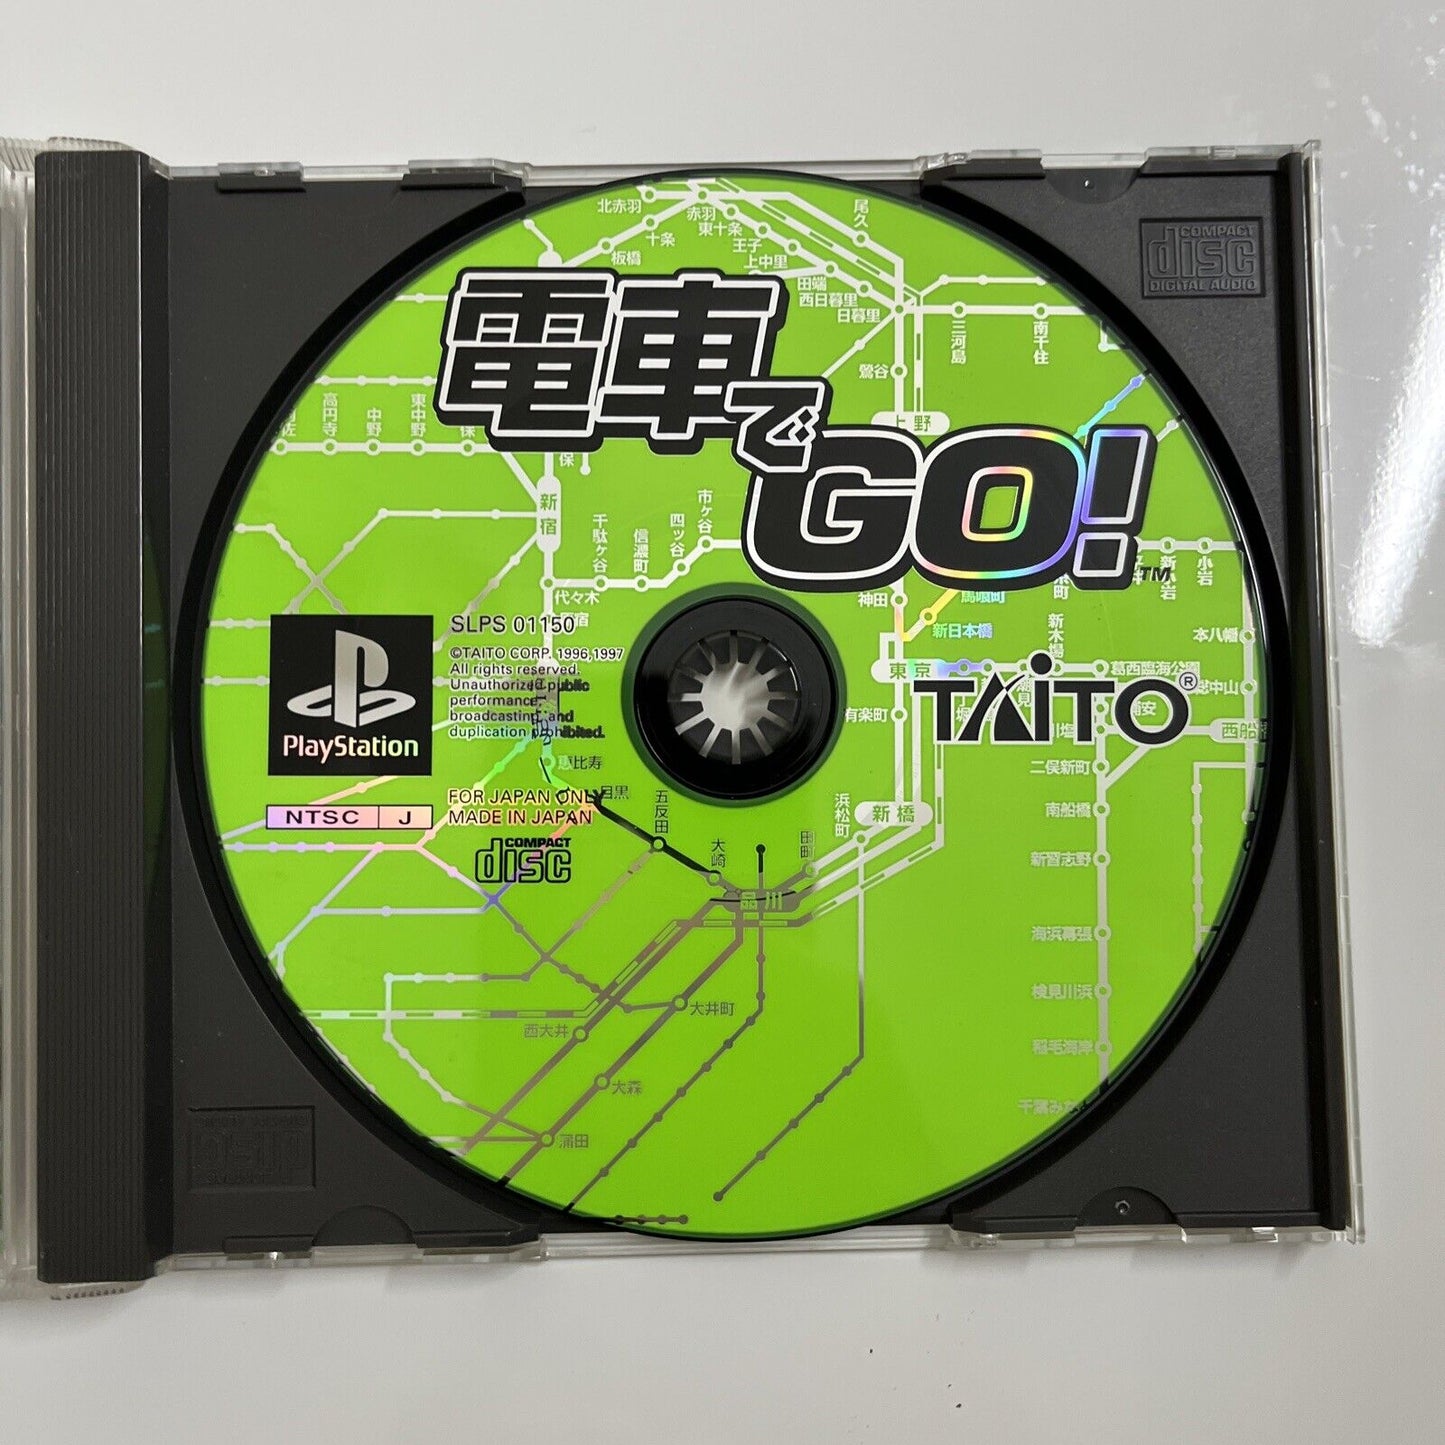 COMPACT
disc
DIGITAL AUDIO
北赤羽
赤羽
十条
東十条
板橋
王子
上中里
尾久
田端
西日暮里
日暮里
三河島
南千住
鶯谷
上野
電車でGO!
TM
高円寺
中野
東中野
新宿
千駄ヶ谷
信濃町
四ッ谷
市ヶ谷
代々木
神田
馬喰町
新日本橋
新小岩
小岩
本八幡
新木場
葛西臨海公園
東京
有楽町
西船
二俣新町
南船橋
新習志野
海浜幕張
検見川浜
稲毛海岸
千葉みな
TAITO®
PlayStation
NTSC J
SLPS 01150
©TAITO CORP. 1996,1997
All rights reserved.
Unauthorized public
performance,
broadcasting and
duplication prohibited.
FOR JAPAN ONLY
MADE IN JAPAN
COMPACT
disc
恵比寿
目黒
五反田
大崎
品川
田町
浜松町
新橋
西大井
大井町
大森
蒲田